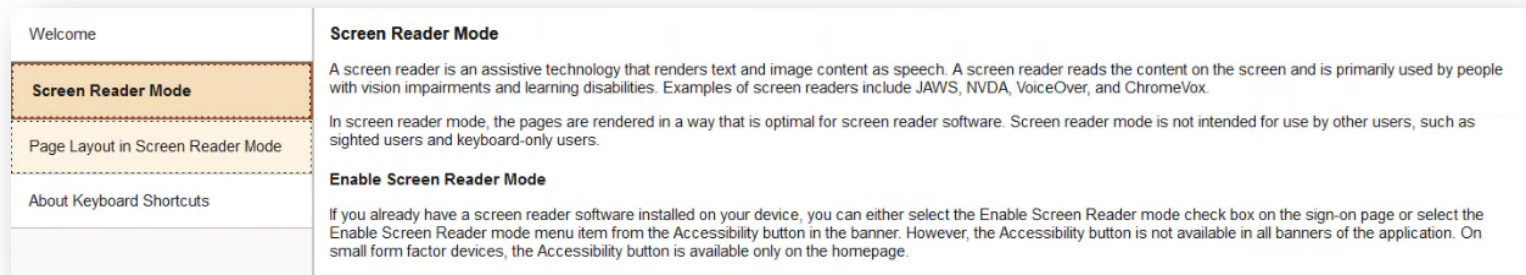 Welcome
Screen Reader Mode
Page Layout in Screen Reader Mode
About Keyboard Shortcuts
Screen Reader Mode
A screen reader is an assistive technology that renders text and image content as speech. A screen reader reads the content on the screen and is primarily used by people
with vision impairments and learning disabilities. Examples of screen readers include JAWS, NVDA, VoiceOver, and ChromeVox.
In screen reader mode, the pages are rendered in a way that is optimal for screen reader software. Screen reader mode is not intended for use by other users, such as
sighted users and keyboard-only users.
Enable Screen Reader Mode
If you already have a screen reader software installed on your device, you can either select the Enable Screen Reader mode check box on the sign-on page or select the
Enable Screen Reader mode menu item from the Accessibility button in the banner. However, the Accessibility button is not available in all banners of the application. On
small form factor devices, the Accessibility button is available only on the homepage.